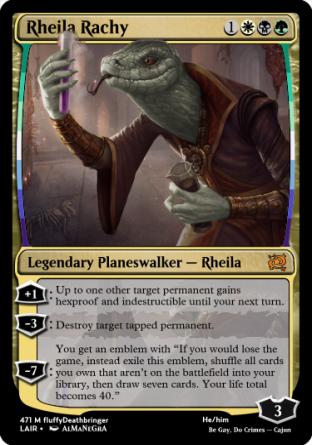 Rheila Rachy 1
Legendary Planeswalker — Rheila
+1: Up to one other target permanent gains
hexproof and indestructible until your next turn.
-3: Destroy target tapped permanent.
You get an emblem with “If you would lose the
game, instead exile this emblem, shuffle all cards
-7: you own that aren't on the battlefield into your
library, then draw seven cards. Your life total
becomes 40.”
3
471 M fluffyDeathbringer He/him
LAIR • ALMANEGRA Be Gay, Do Crimes — Cajun